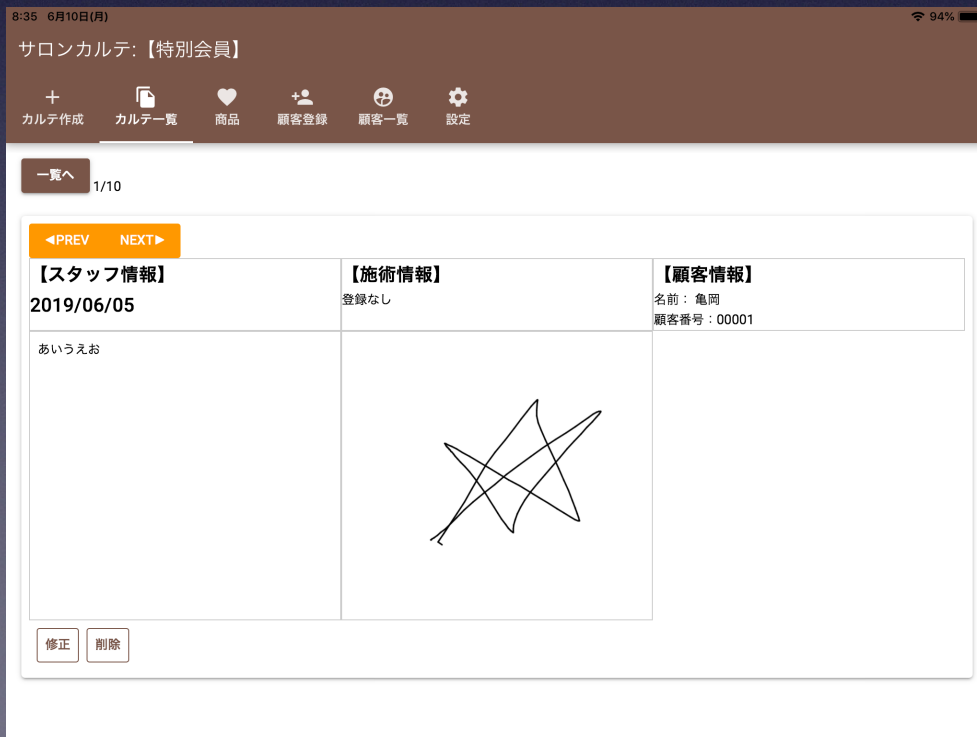 8:35 6月10日(月) 94%
サロンカルテ:【特別会員】
カルテ作成 カルテ一覧 商品 顧客登録 顧客一覧 設定
一覧へ 1/10
◀PREV NEXT▶
【スタッフ情報】 【施術情報】 【顧客情報】
2019/06/05 登録なし 名前： 亀岡
顧客番号：00001
あいうえお
修正 削除